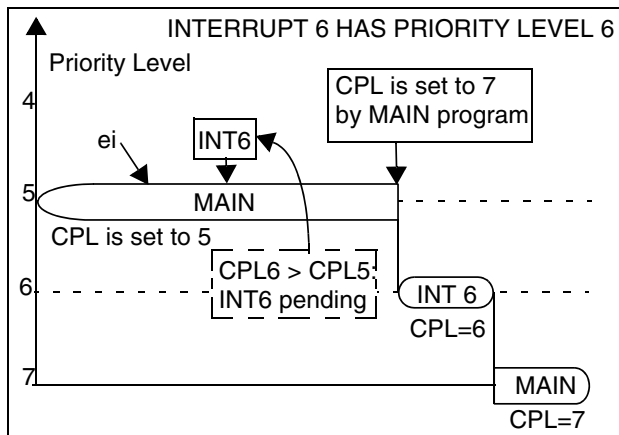 INTERRUPT 6 HAS PRIORITY LEVEL 6
Priority Level
4
CPL is set to 7
by MAIN program
ei
INT6
5
MAIN
CPL is set to 5
CPL6 > CPL5:
INT6 pending
6
INT 6
CPL=6
7
MAIN
CPL=7